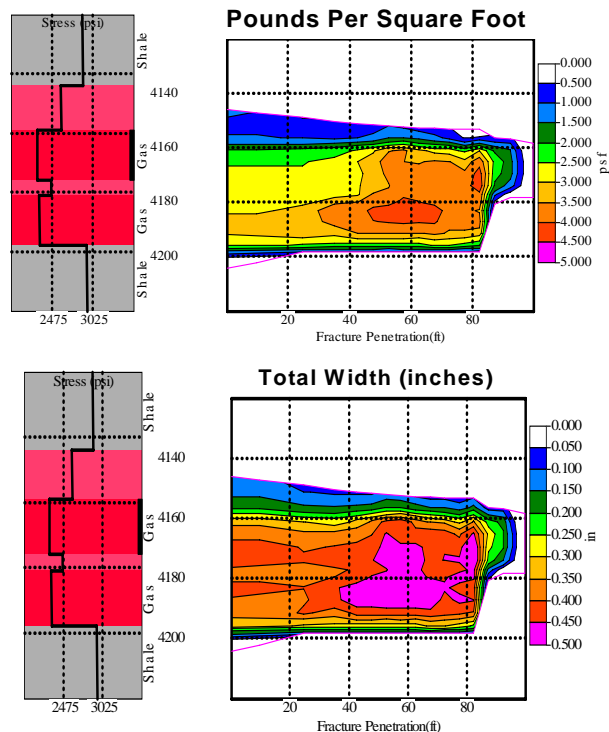 Pounds Per Square Foot
Stress (psi)
Shale
4140
4160
Gas
4180
Gas
4200
Shale
2475 3025
20 40 60 80
Fracture Penetration(ft)
0.000
0.500
1.000
1.500
2.000
2.500
3.000
3.500
4.000
4.500
5.000
psf
Total Width (inches)
Stress (psi)
Shale
4140
4160
Gas
4180
Gas
4200
Shale
2475 3025
20 40 60 80
Fracture Penetration(ft)
0.000
0.050
0.100
0.150
0.200
0.250
0.300
0.350
0.400
0.450
0.500
in